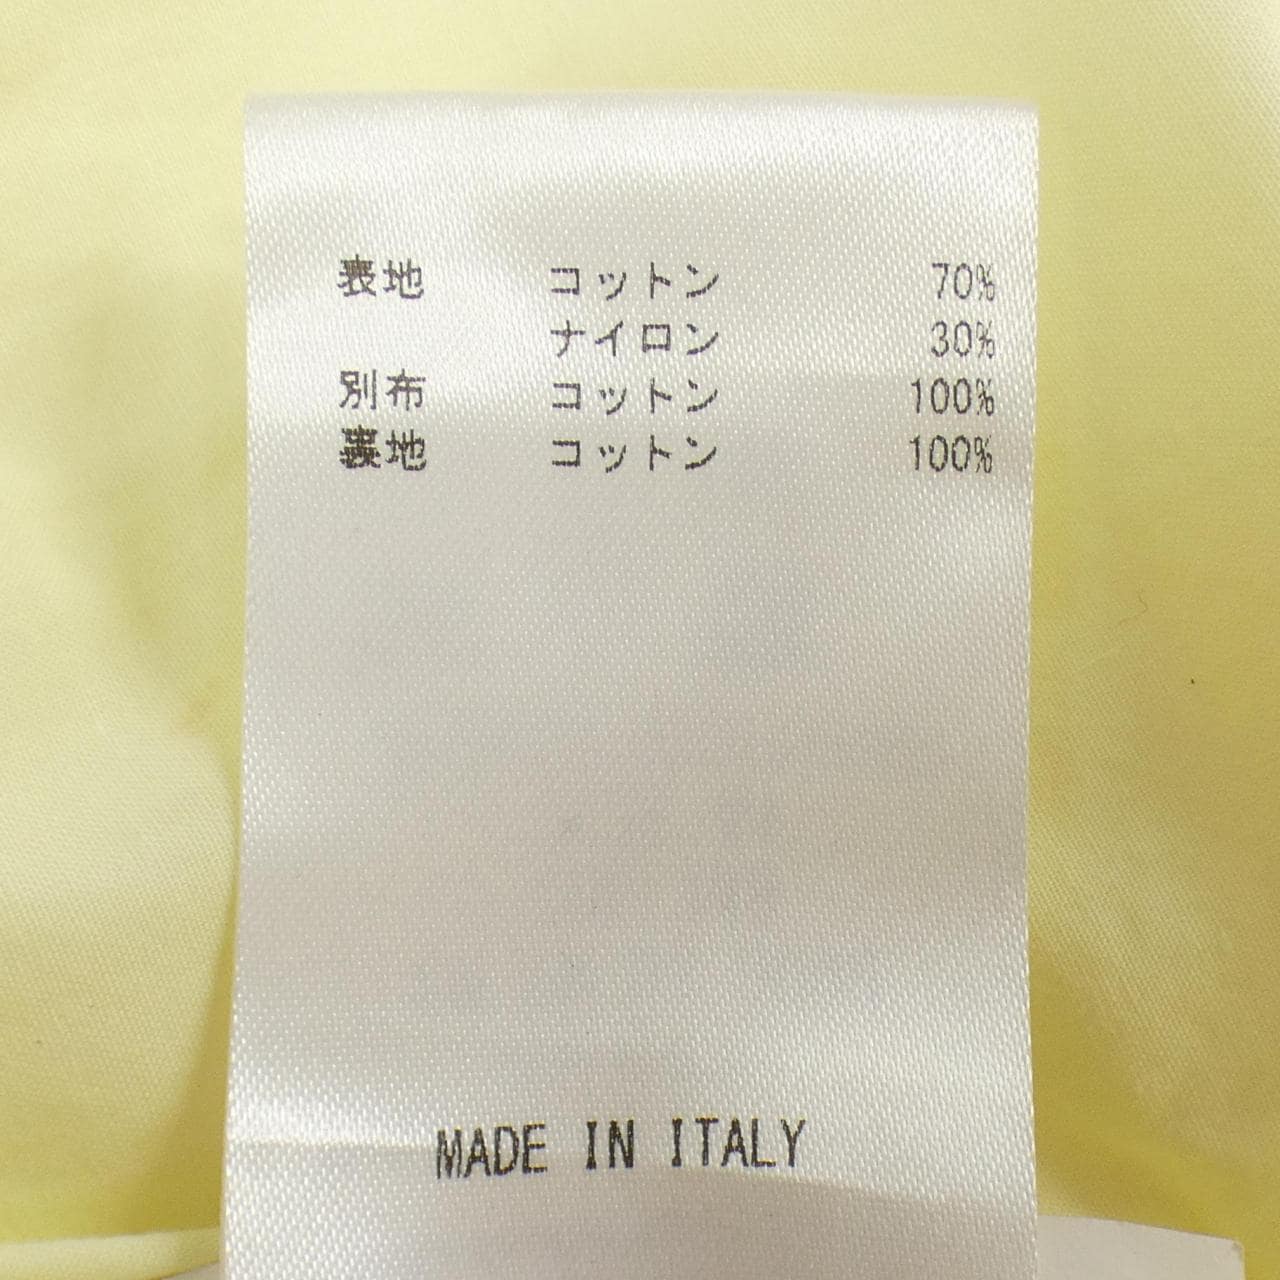 表地 コットン 70%
ナイロン 30%
別布 コットン 100%
裏地 コットン 100%
MADE IN ITALY